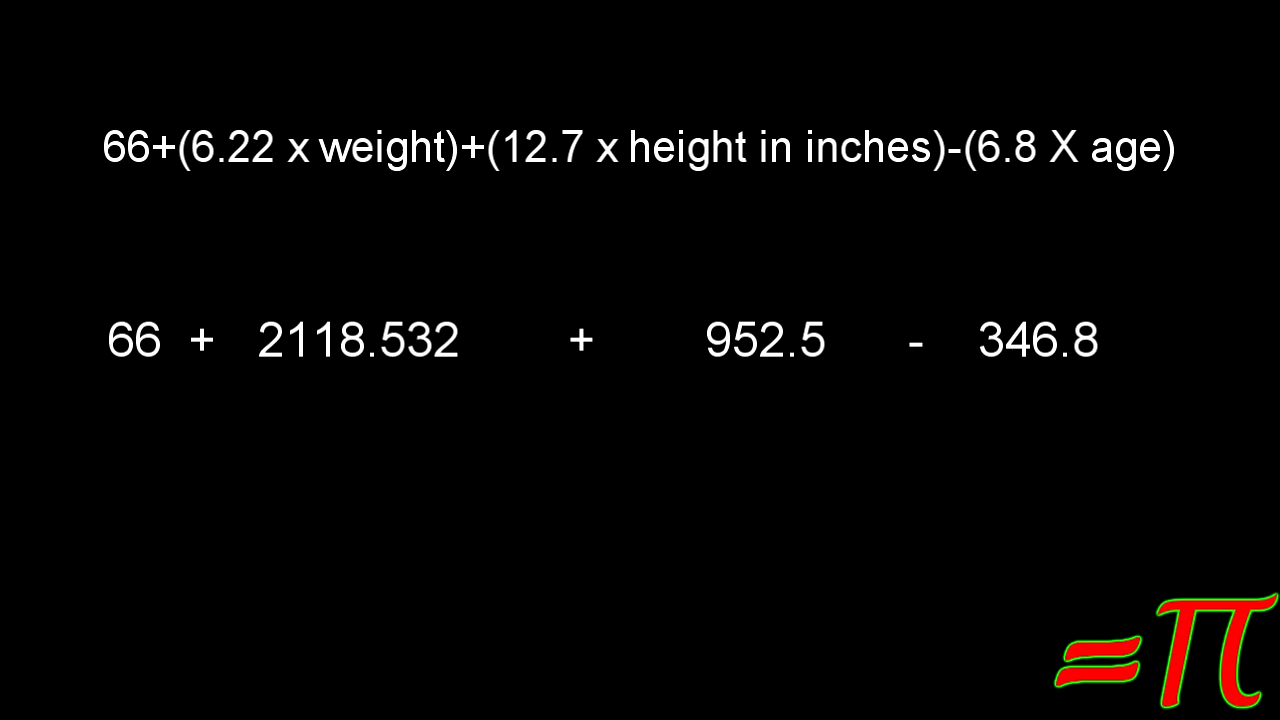 66+(6.22 x weight)+(12.7 x height in inches)-(6.8 X age)
66 + 2118.532 + 952.5 - 346.8
=π